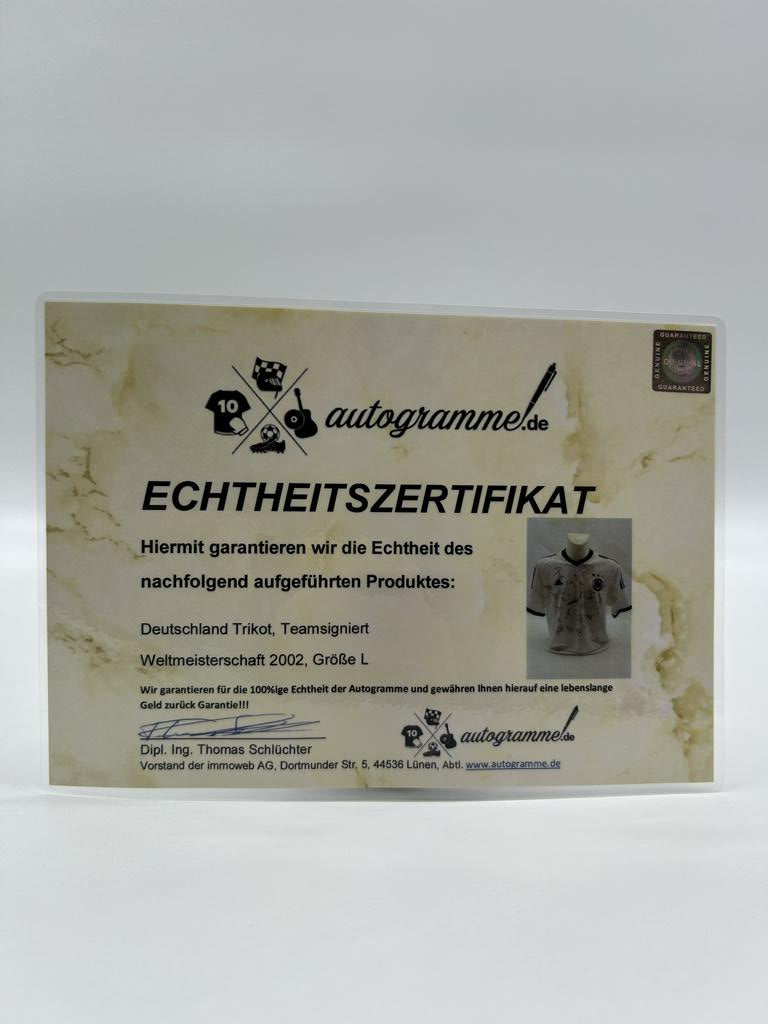 GUARANTEED
GENUINE
ORIGINAL
GENUINE
GUARANTEED
10
autogramme.de
ECHTHEITSZERTIFIKAT
Hiermit garantieren wir die Echtheit des
nachfolgend aufgeführten Produktes:
Deutschland Trikot, Teamsigniert
Weltmeisterschaft 2002, Größe L
Wir garantieren für die 100%ige Echtheit der Autogramme und gewähren Ihnen hierauf eine lebenslange
Geld zurück Garantie!!!
10
autogramme.de
Dipl. Ing. Thomas Schlüchter
Vorstand der immoweb AG, Dortmunder Str. 5, 44536 Lünen, Abtl. www.autogramme.de